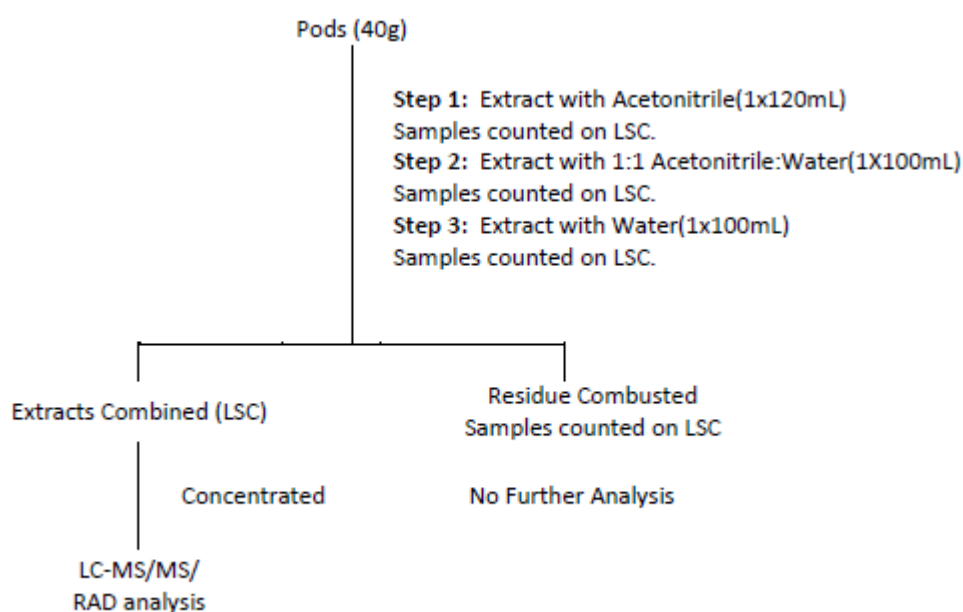 Pods (40g)
Step 1:  Extract with Acetonitrile(1x120mL)
Samples counted on LSC.
Step 2:  Extract with 1:1 Acetonitrile:Water(1X100mL)
Samples counted on LSC.
Step 3:  Extract with Water(1x100mL)
Samples counted on LSC.
Extracts Combined (LSC)
Residue Combusted
Samples counted on LSC
Concentrated
No Further Analysis
LC-MS/MS/
RAD analysis